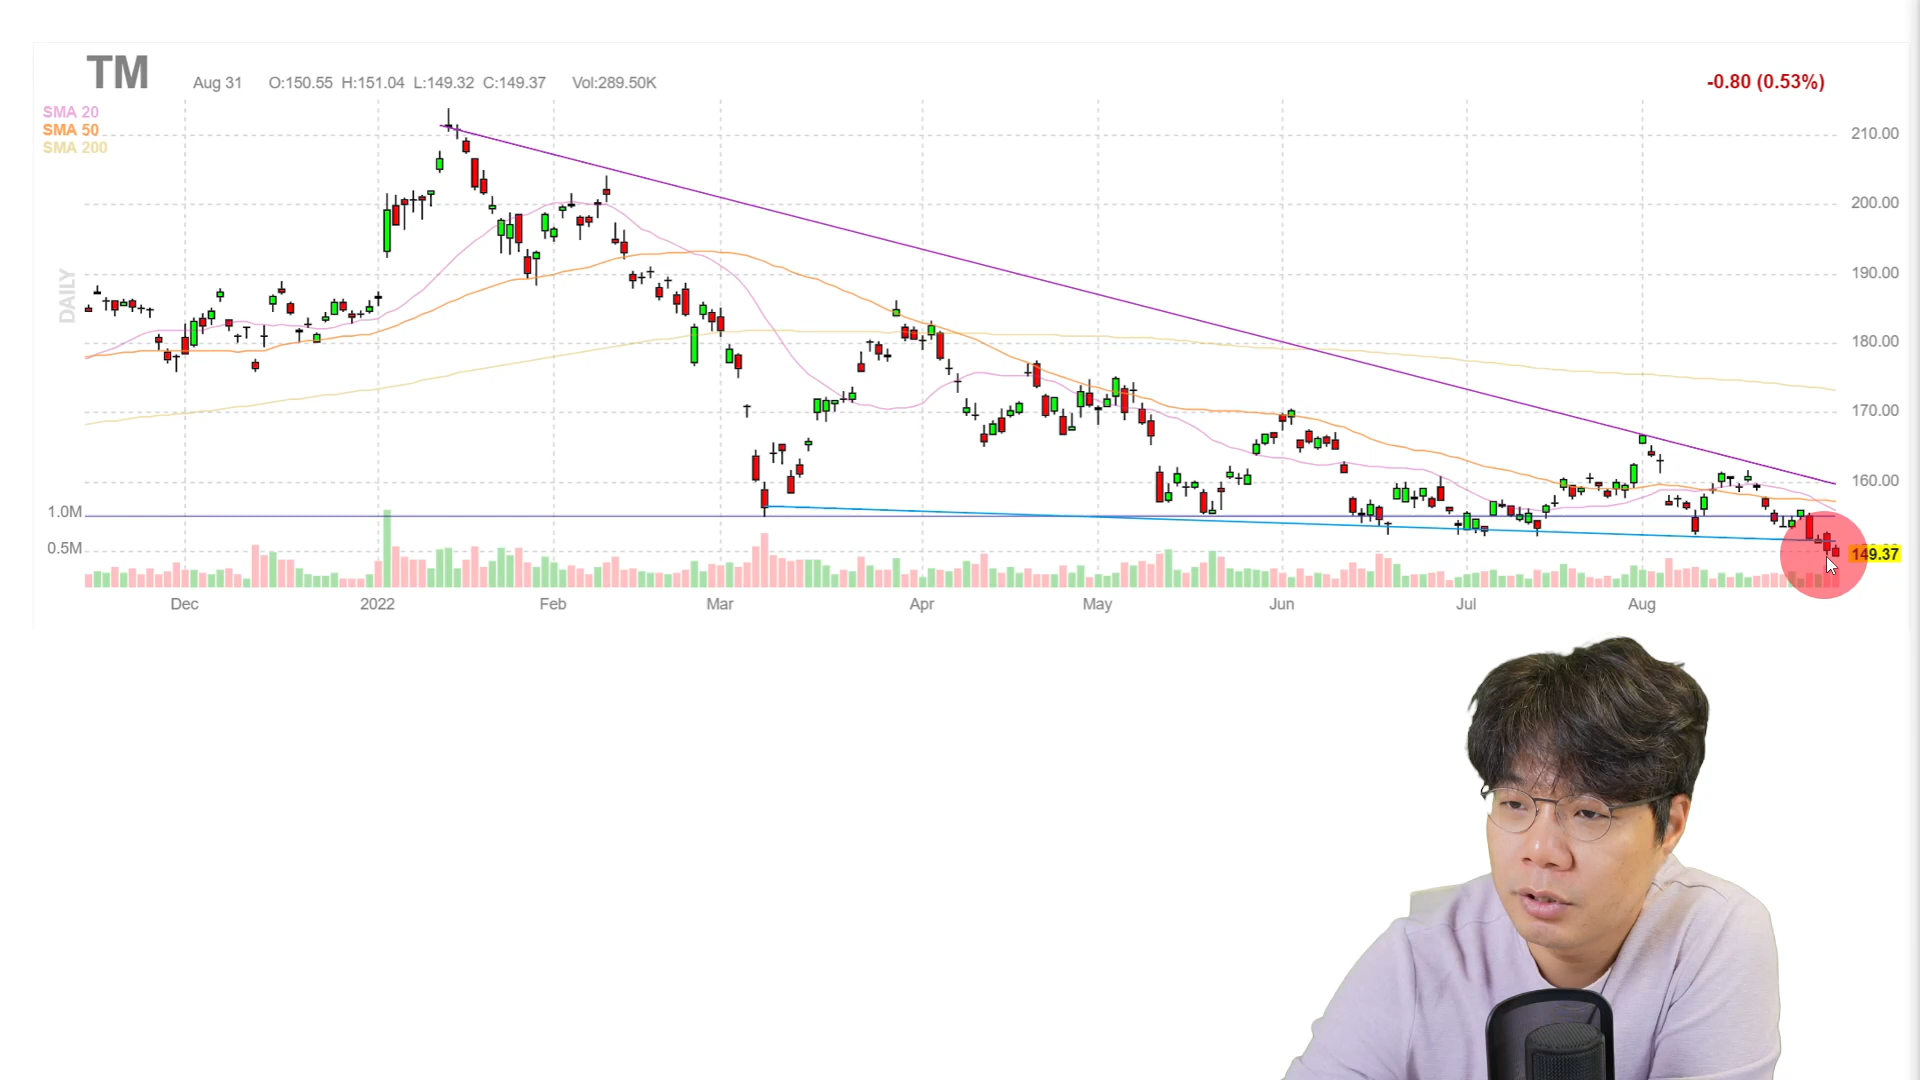 TM Aug 31 O:150.55 H:151.04 L:149.32 C:149.37 Vol:289.50K -0.80 (0.53%)
SMA 20
SMA 50
SMA 200
DAILY
210.00
200.00
190.00
180.00
170.00
160.00
1.0M
0.5M
149.37
Dec 2022 Feb Mar Apr May Jun Jul Aug